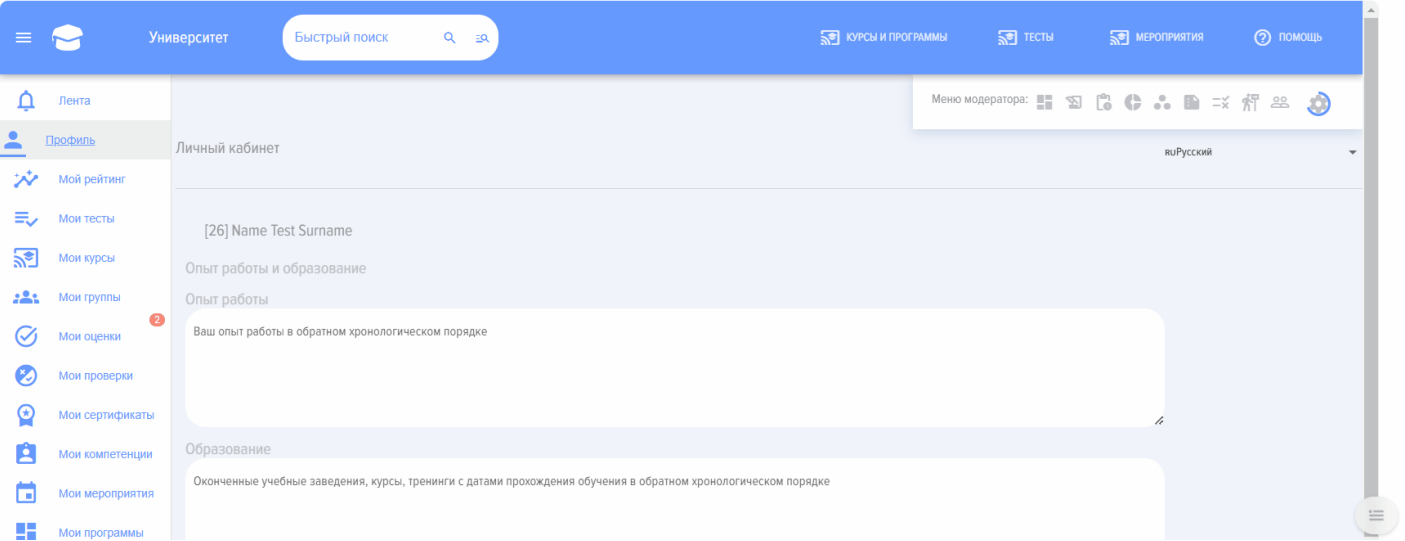 Университет
Быстрый поиск
КУРСЫ И ПРОГРАММЫ
ТЕСТЫ
МЕРОПРИЯТИЯ
ПОМОЩЬ
Меню модератора:
Лента
Профиль
Мой рейтинг
Мои тесты
Мои курсы
Мои группы
2
Мои оценки
Мои проверки
Мои сертификаты
Мои компетенции
Мои мероприятия
Мои программы
Личный кабинет
RUРусский
[26] Name Test Surname
Опыт работы и образование
Опыт работы
Ваш опыт работы в обратном хронологическом порядке
Образование
Оконченные учебные заведения, курсы, тренинги с датами прохождения обучения в обратном хронологическом порядке